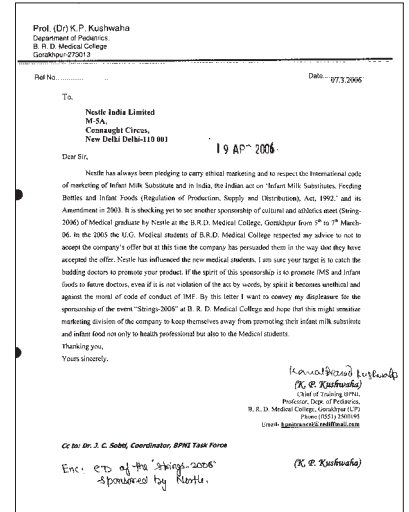 Prof. (Dr) K.P. Kushwaha
Department of Pediatrics,
B. R. D. Medical College
Gorakhpur-275013
Ref No..............
Date... 07.3.2006
To,
Nestle India Limited
M-5A,
Connaught Circus,
New Delhi Delhi-110 001
19 APR 2006
Dear Sir,
Nestle has always been pledging to carry ethical marketing and to respect the International code
of marketing of Infant Milk Substitute and in India, the indian act on 'Infant Milk Substitutes, Feeding
Bottles and Infant Foods (Regulation of Production, Supply and Distribution), Act, 1992.' and its
Amendment in 2003. It is shocking yet to see another sponsorship of cultural and athletics meet (String-
2006) of Medical graduate by Nestle at the B.R.D. Medical College, Gorakhpur from 5th to 7th March-
06. In the 2005 the U.G. Medical students of B.R.D. Medical College respected my advice to not to
accept the company's offer but at this time the company has persuaded them in the way that they have
accepted the offer. Nestle has influenced the new medical students. I am sure your target is to catch the
budding doctors to promote your product. if the spirit of this sponsorship is to promote IMS and Infant
foods to future doctors, even if it is not violation of the act by words, by spirit it becomes unethical and
against the moral of code of conduct of IMF. By this letter I want to convey my displeasure for the
sponsorship of the event "Strings-2006" at B. R. D. Medical College and hope that this might sensitize
marketing division of the company to keep themselves away from promoting their infant milk substitute
and infant food not only to health professional but also to the Medical students.
Thanking you,
Yours sincerely.
(K. P. Kushwaha)
Chief of Training BPNI,
Professor, Dept. of Pediatrics,
B. R. D. Medical College, Gorakhpur (UP)
Phone (0551) 2500195
Email-
Cc to: Dr. J. C. Sobti, Coordinator, BPNI Task Force
Enc: CD of the "Strings-2006"
sponsored by Nestle.
(K. P. Kushwaha)